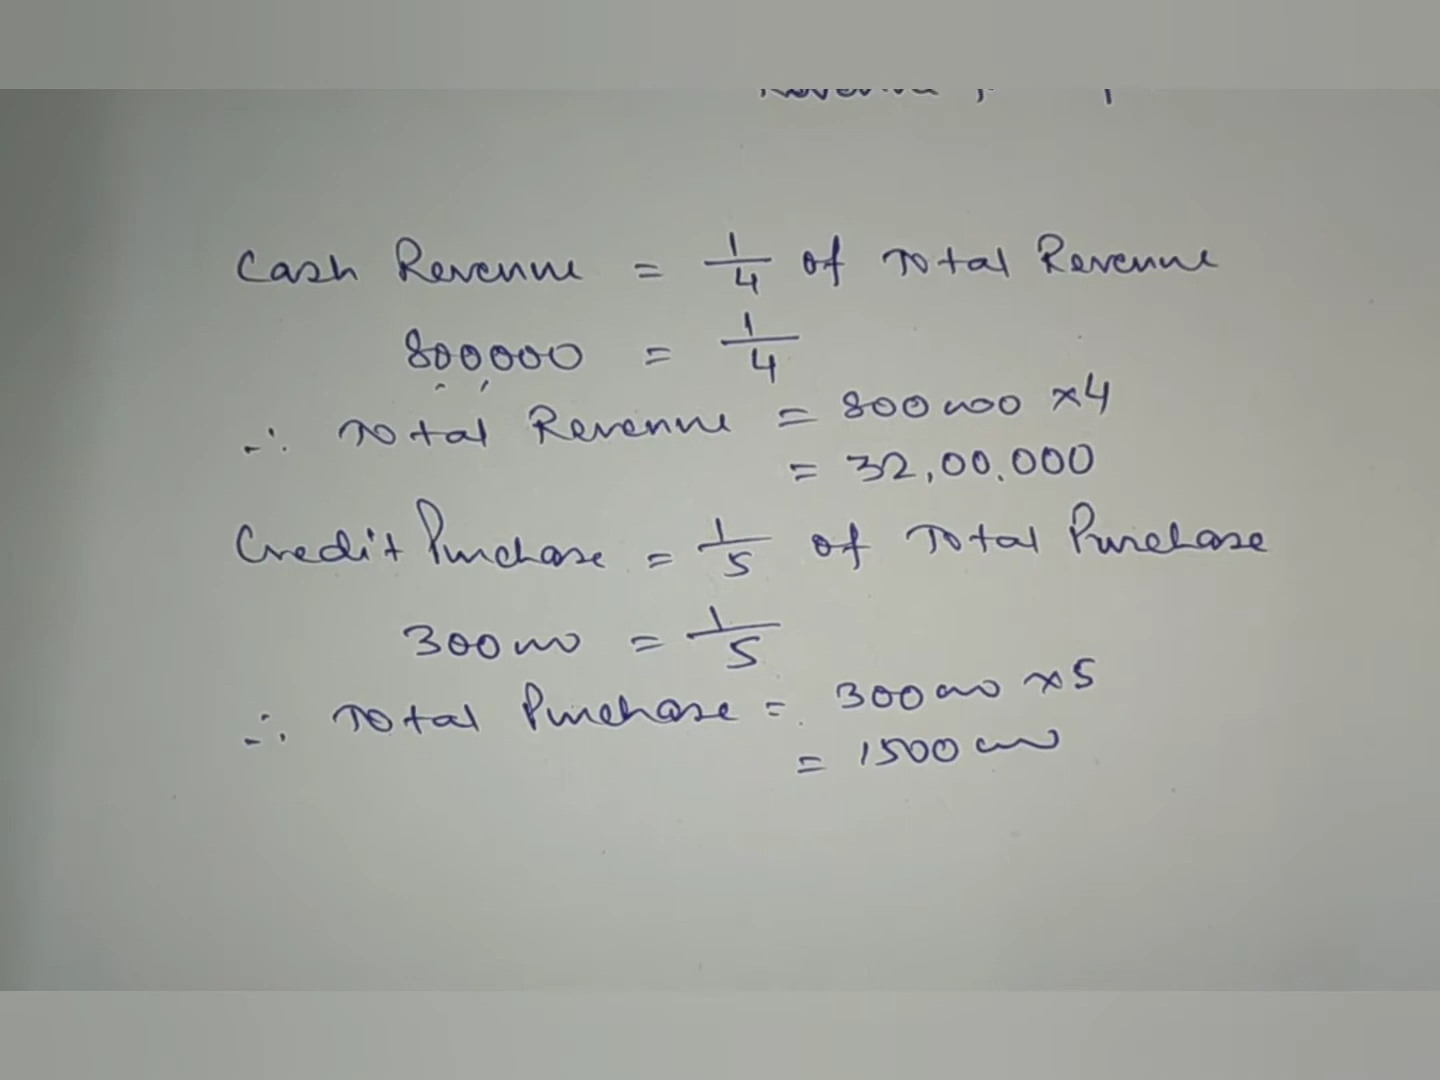 Cash Revenue = 1/4 of Total Revenue
800000 = 1/4
∴ Total Revenue = 800000 x4
= 32,00,000
Credit Purchase = 1/5 of Total Purchase
300000 = 1/5
∴ Total Purchase = 300000 x5
= 1500000